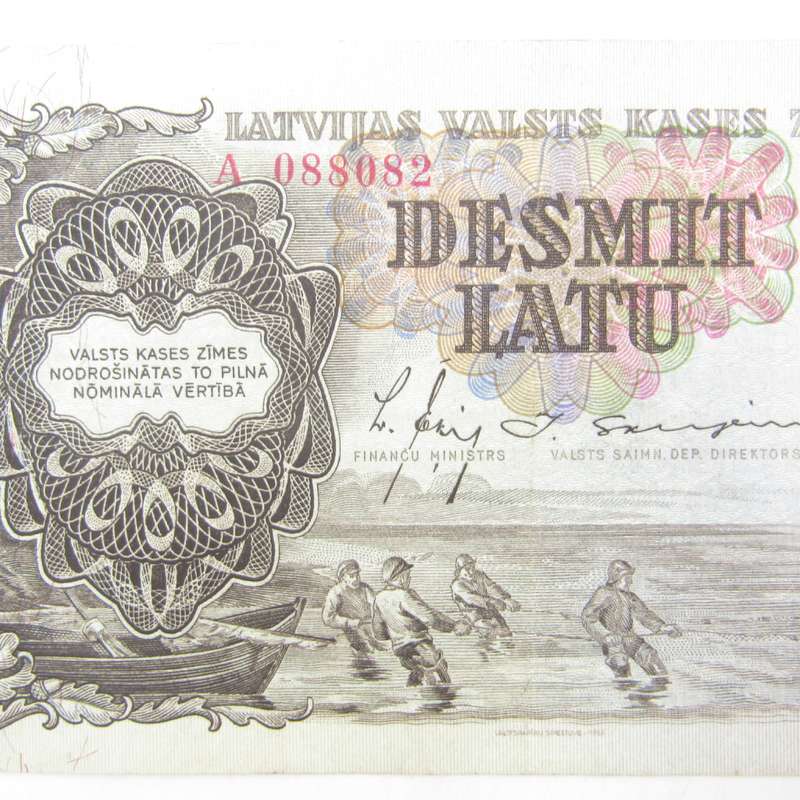 LATVIJAS VALSTS KASES Z
A 088082
DESMIT
LATU
VALSTS KASES ZĪMES
NODROŠINĀTAS TO PILNĀ
NŌMINĀLĀ VĒRTĪBĀ
FINANČU MINISTRS
VALSTS SAIMN. DEP. DIREKTORS